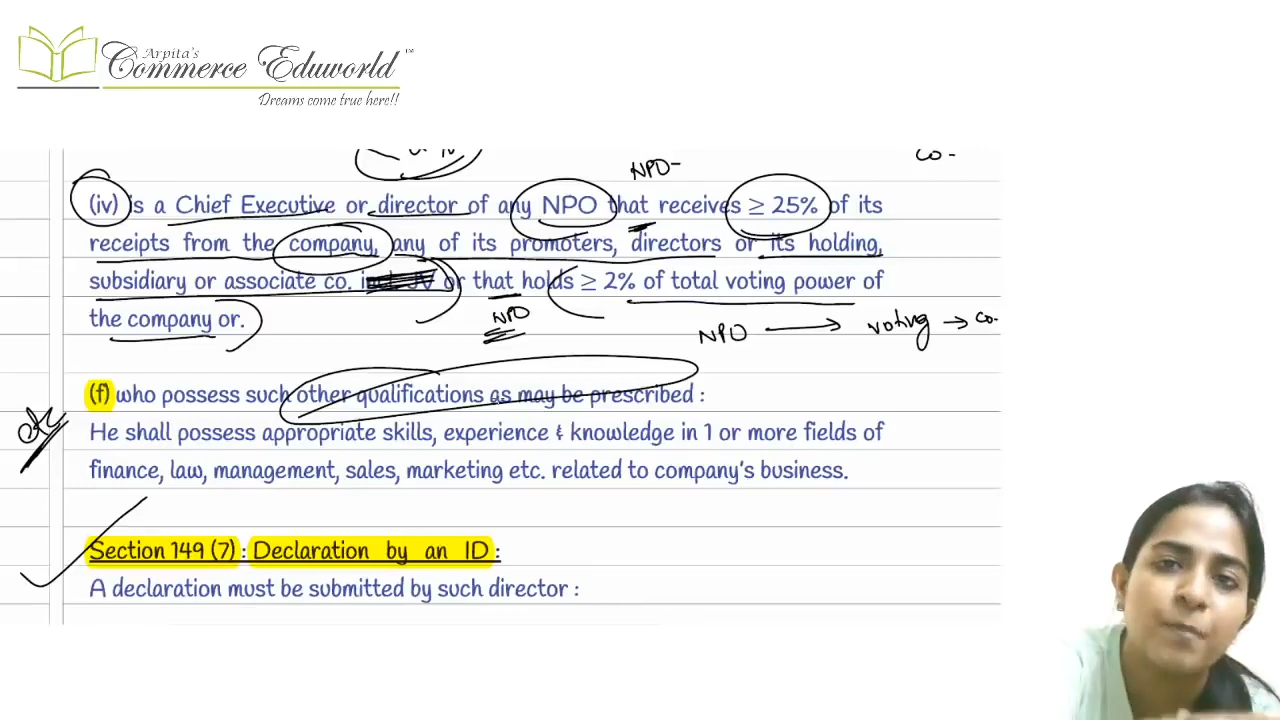 Arpita's
Commerce Eduworld™
Dreams come true here!!
NPO-
co-
(iv) is a Chief Executive or director of any NPO that receives ≥ 25% of its
receipts from the company, any of its promoters, directors or its holding,
subsidiary or associate co. incl. JV or that holds ≥ 2% of total voting power of
the company or.
NPO
NPO → voting → co-
(f) who possess such other qualifications as may be prescribed :
He shall possess appropriate skills, experience & knowledge in 1 or more fields of
finance, law, management, sales, marketing etc. related to company's business.
Section 149 (7) : Declaration by an ID :
A declaration must be submitted by such director :